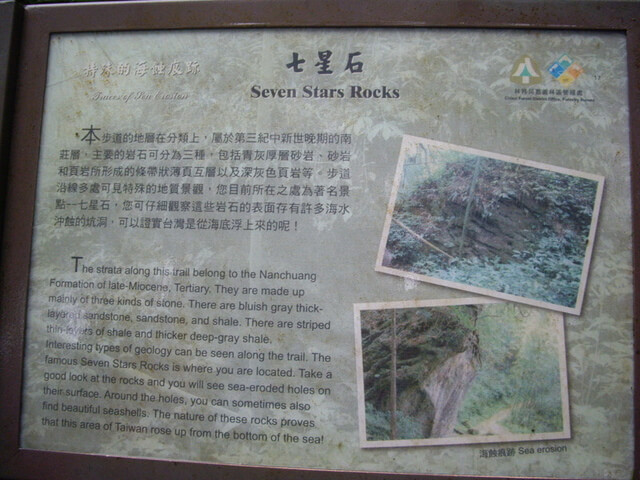 特殊的海蝕痕跡
Traces of Sea Erosion
七星石
Seven Stars Rocks
本步道的地層在分類上，屬於第三紀中新世晚期的南
莊層，主要的岩石可分為三種，包括青灰厚層砂岩、砂岩
和頁岩所形成的條帶狀薄頁互層以及深灰色頁岩等。步道
沿線多處可見特殊的地質景觀，您目前所在之處為著名景
點--七星石，您可仔細觀察這些岩石的表面存有許多海水
沖蝕的坑洞，可以證實台灣是從海底浮上來的呢！
The strata along this trail belong to the Nanchuang
Formation of late-Miocene, Tertiary. They are made up
mainly of three kinds of stone. There are bluish gray thick-
layered sandstone, sandstone, and shale. There are striped
thin-layers of shale and thicker deep-gray shale.
Interesting types of geology can be seen along the trail. The
famous Seven Stars Rocks is where you are located. Take a
good look at the rocks and you will see sea-eroded holes on
their surface. Around the holes, you can sometimes also
find beautiful seashells. The nature of these rocks proves
that this area of Taiwan rose up from the bottom of the sea!
海蝕痕跡 Sea erosion